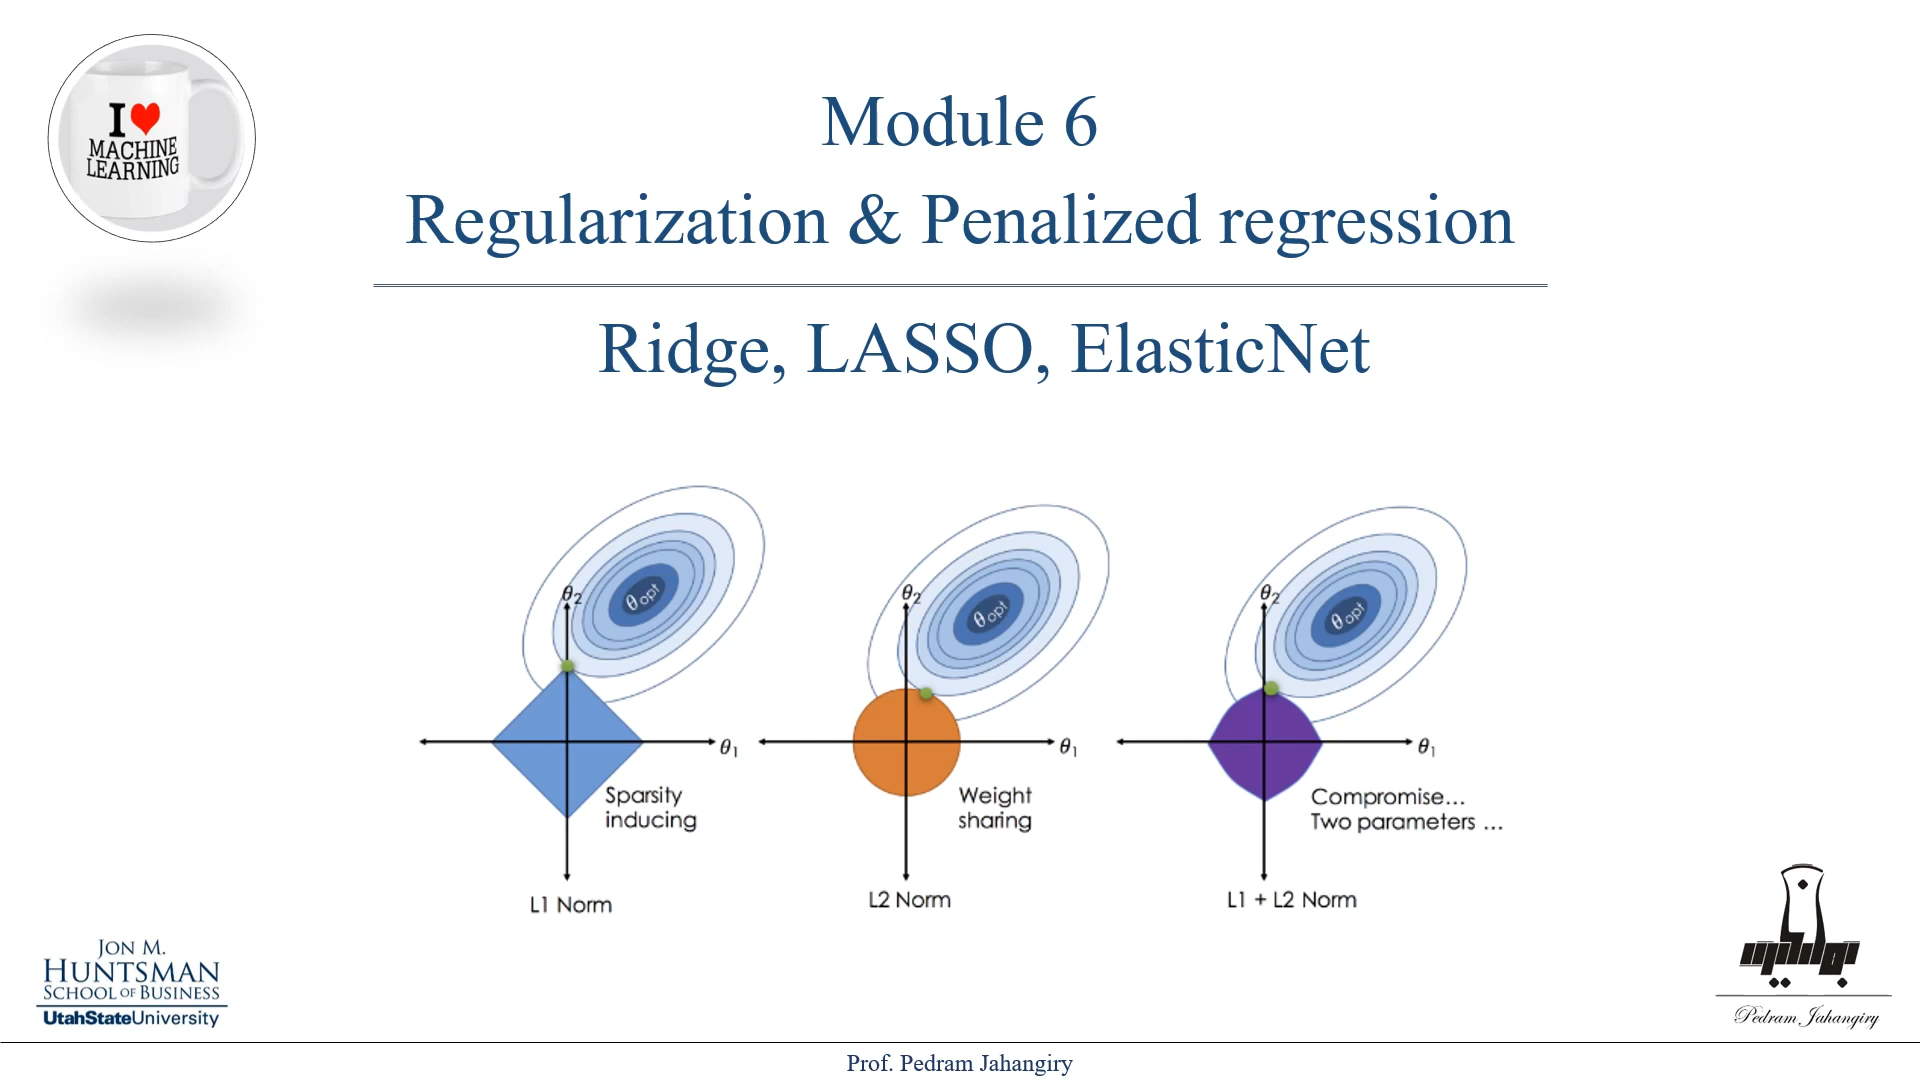 I ❤
MACHINE
LEARNING
Module 6
Regularization & Penalized regression
Ridge, LASSO, ElasticNet
θ2
θopt
θ1
Sparsity
inducing
L1 Norm
θ2
θopt
θ1
Weight
sharing
L2 Norm
θ2
θopt
θ1
Compromise...
Two parameters ...
L1 + L2 Norm
JON M.
HUNTSMAN
SCHOOL OF BUSINESS
UtahStateUniversity
Pedram Jahangiry
Prof. Pedram Jahangiry